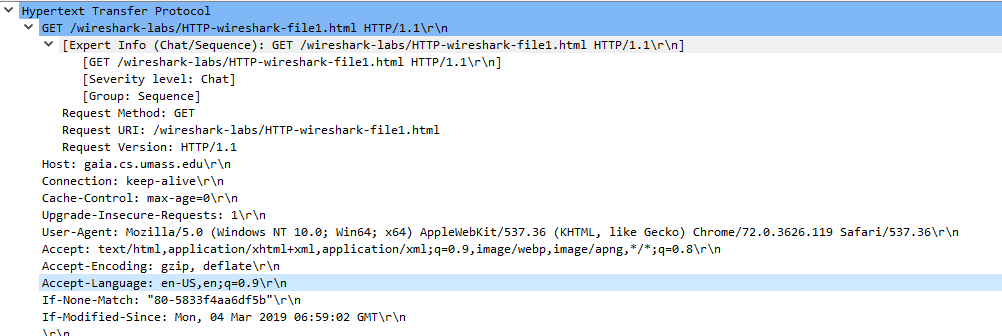 Hypertext Transfer Protocol
GET /wireshark-labs/HTTP-wireshark-file1.html HTTP/1.1\r\n
[Expert Info (Chat/Sequence): GET /wireshark-labs/HTTP-wireshark-file1.html HTTP/1.1\r\n]
[GET /wireshark-labs/HTTP-wireshark-file1.html HTTP/1.1\r\n]
[Severity level: Chat]
[Group: Sequence]
Request Method: GET
Request URI: /wireshark-labs/HTTP-wireshark-file1.html
Request Version: HTTP/1.1
Host: gaia.cs.umass.edu\r\n
Connection: keep-alive\r\n
Cache-Control: max-age=0\r\n
Upgrade-Insecure-Requests: 1\r\n
User-Agent: Mozilla/5.0 (Windows NT 10.0; Win64; x64) AppleWebKit/537.36 (KHTML, like Gecko) Chrome/72.0.3626.119 Safari/537.36\r\n
Accept: text/html,application/xhtml+xml,application/xml;q=0.9,image/webp,image/apng,*/*;q=0.8\r\n
Accept-Encoding: gzip, deflate\r\n
Accept-Language: en-US,en;q=0.9\r\n
If-None-Match: "80-5833f4aa6df5b"\r\n
If-Modified-Since: Mon, 04 Mar 2019 06:59:02 GMT\r\n
\r\n